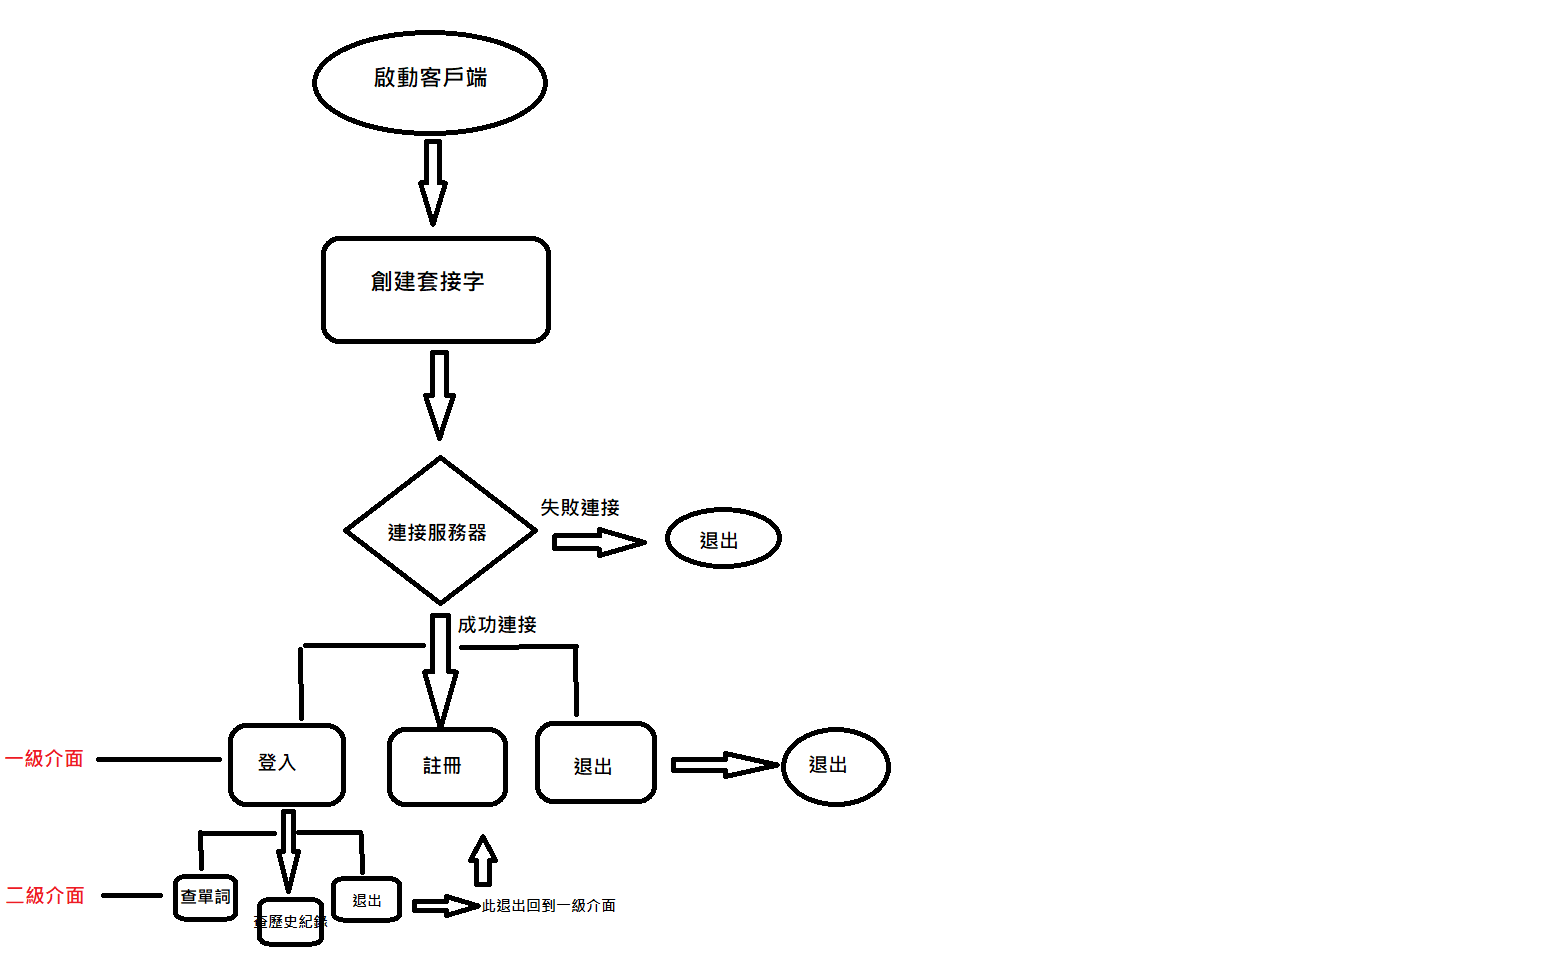 啟動客戶端
創建套接字
連接服務器
失敗連接
退出
成功連接
一級介面
登入
註冊
退出
退出
二級介面
查單詞
查歷史紀錄
退出
此退出回到一級介面